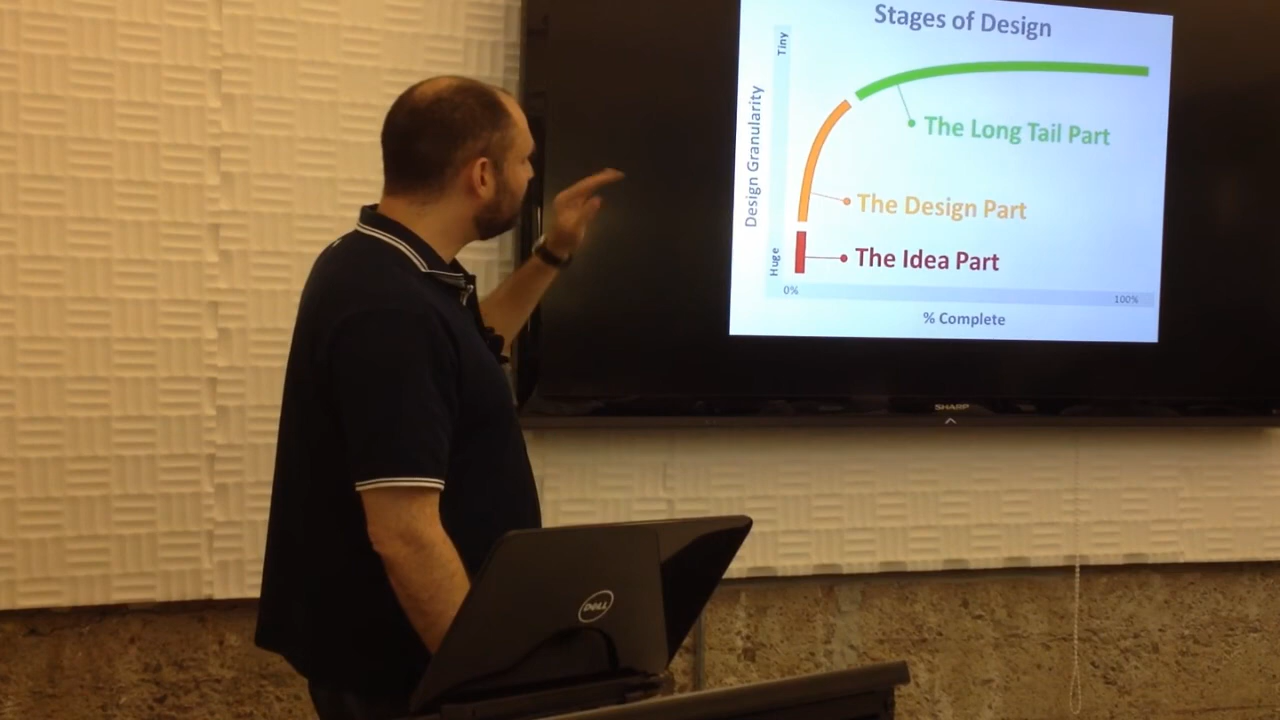 Stages of Design
Tiny
Design Granularity
Huge
The Long Tail Part
The Design Part
The Idea Part
0%
100%
% Complete
SHARP
DELL